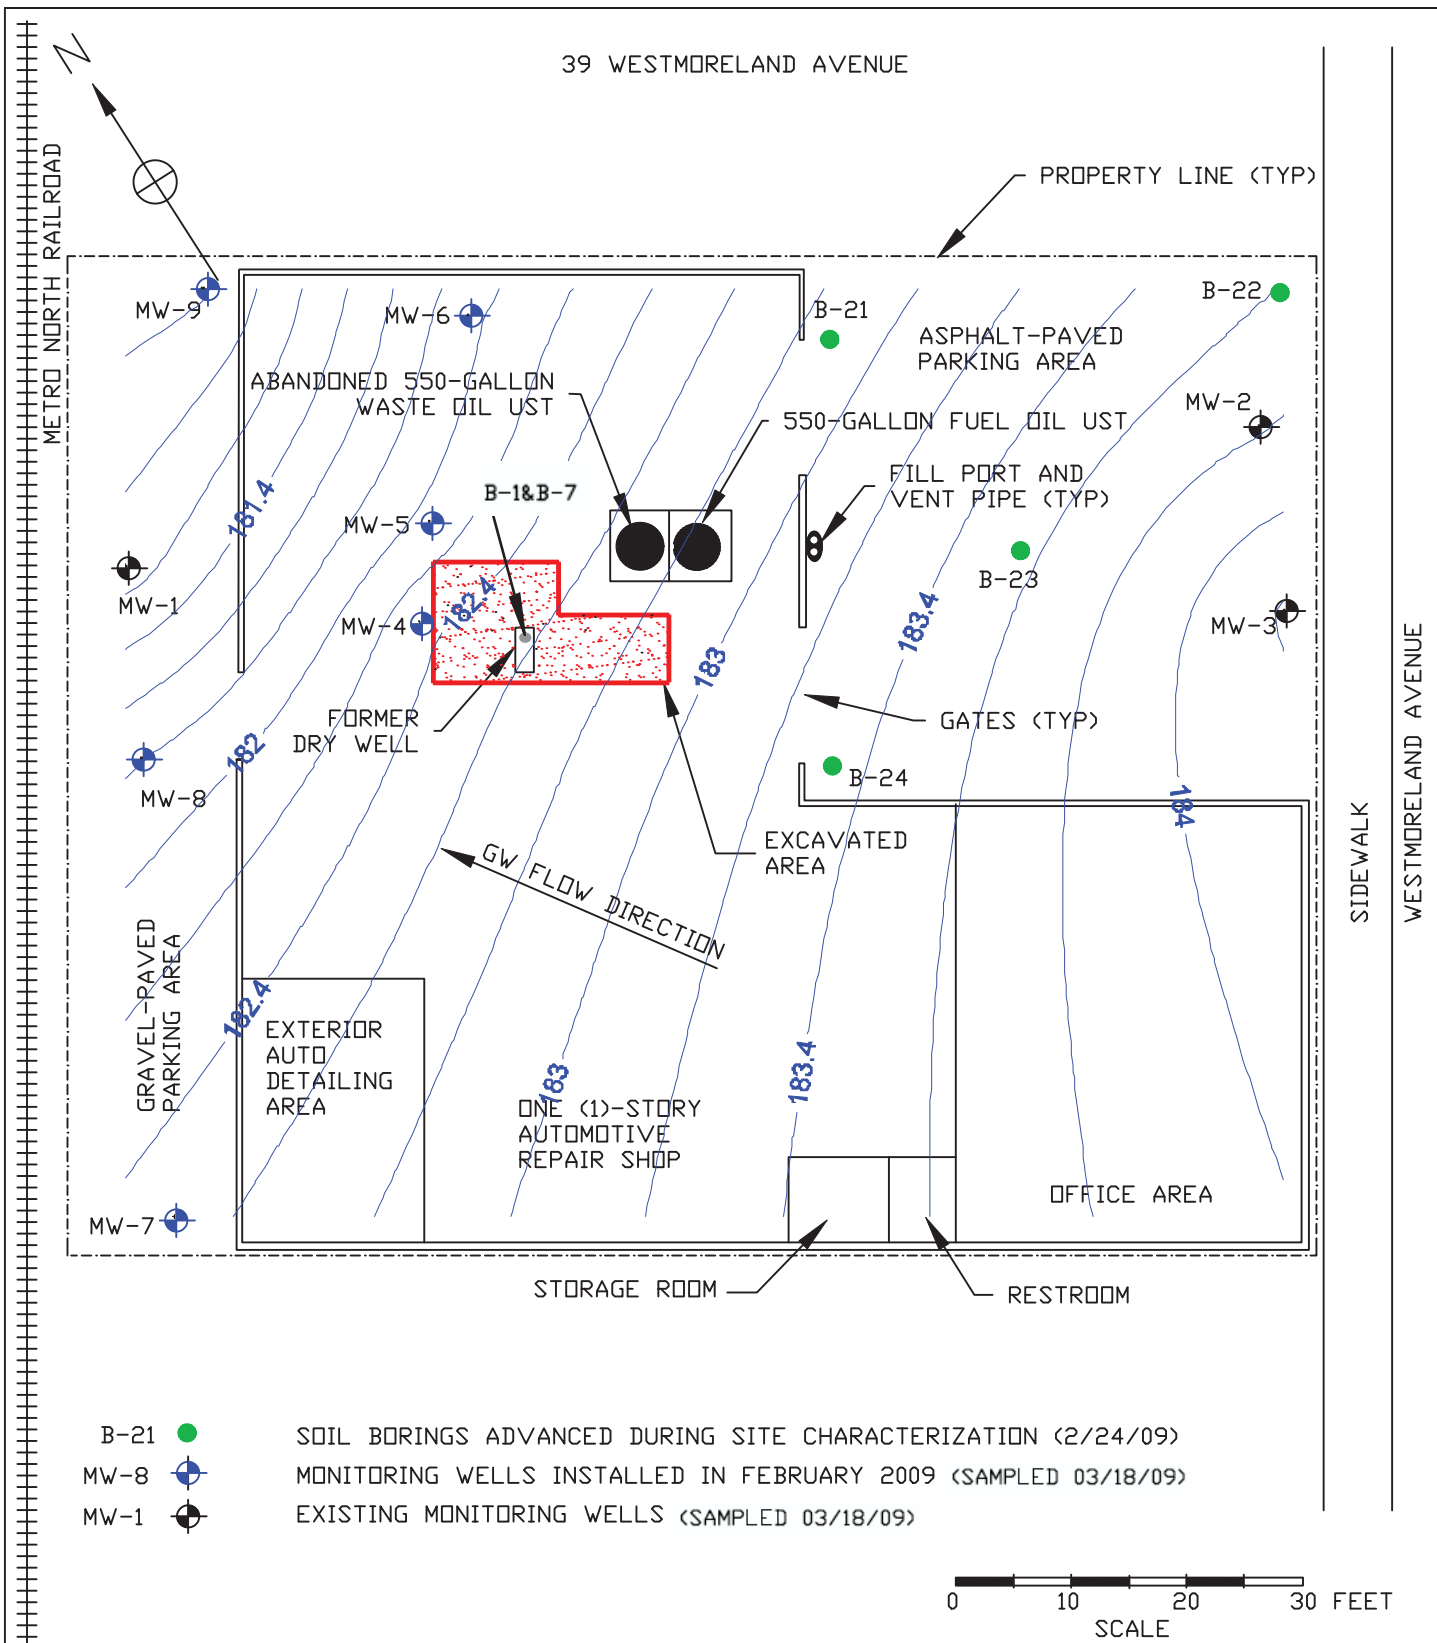 N
39 WESTMORELAND AVENUE
METRO NORTH RAILROAD
PROPERTY LINE (TYP)
MW-9
MW-6
B-21
B-22
ASPHALT-PAVED
PARKING AREA
ABANDONED 550-GALLON
WASTE OIL UST
MW-2
550-GALLON FUEL OIL UST
FILL PORT AND
VENT PIPE (TYP)
B-1&B-7
181.4
MW-5
B-23
MW-1
MW-4
182.4
183.4
MW-3
183
FORMER
DRY WELL
GATES (TYP)
182
MW-8
B-24
184
EXCAVATED
AREA
GW FLOW DIRECTION
SIDEWALK
WESTMORELAND AVENUE
GRAVEL-PAVED
PARKING AREA
182.4
EXTERIOR
AUTO
DETAILING
AREA
183
183.4
ONE (1)-STORY
AUTOMOTIVE
REPAIR SHOP
OFFICE AREA
MW-7
STORAGE ROOM
RESTROOM
B-21 SOIL BORINGS ADVANCED DURING SITE CHARACTERIZATION (2/24/09)
MW-8 MONITORING WELLS INSTALLED IN FEBRUARY 2009 (SAMPLED 03/18/09)
MW-1 EXISTING MONITORING WELLS (SAMPLED 03/18/09)
0 10 20 30 FEET
SCALE